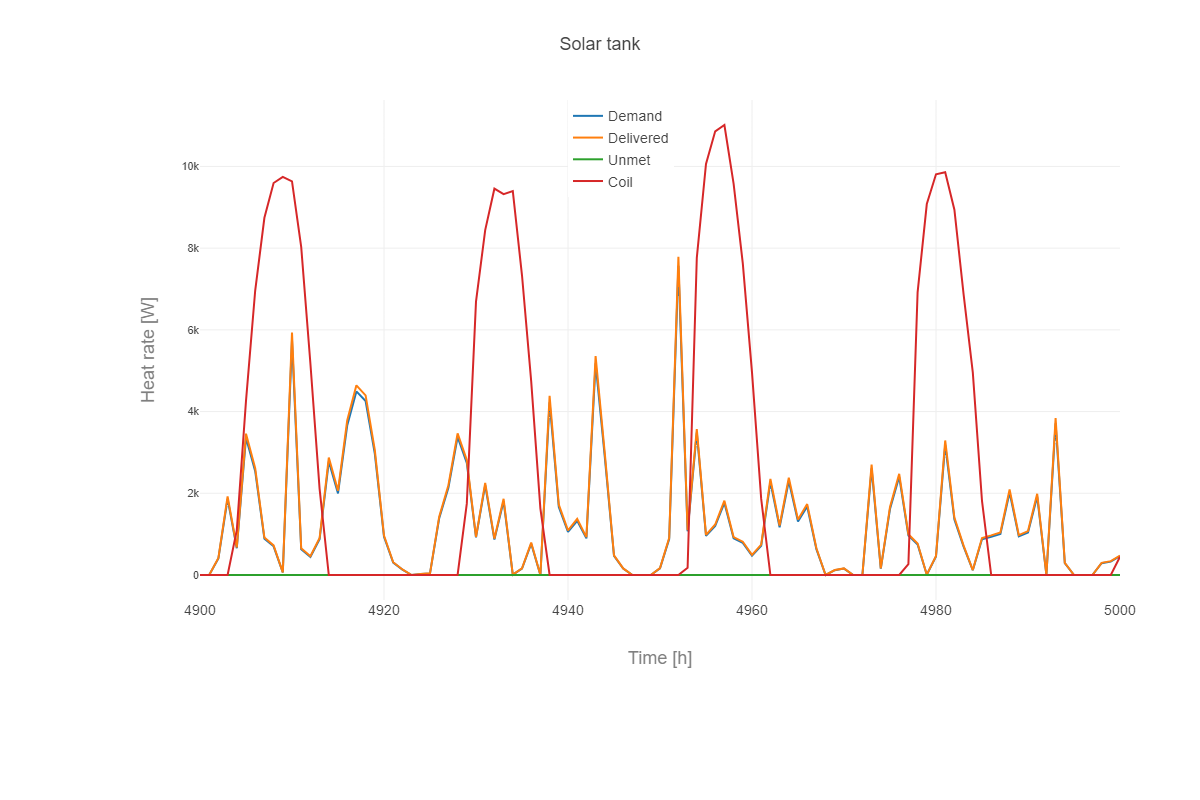 Solar tank
Demand
Delivered
Unmet
Coil
10k
8k
6k
4k
2k
0
Heat rate [W]
4900 4920 4940 4960 4980 5000
Time [h]